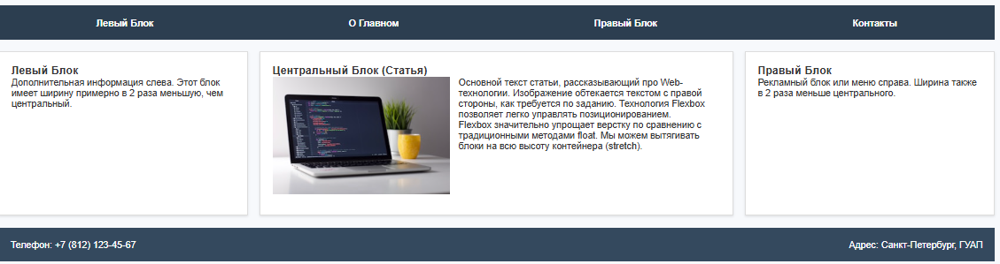 Левый Блок О Главном Правый Блок Контакты
Левый Блок
Дополнительная информация слева. Этот блок
имеет ширину примерно в 2 раза меньшую, чем
центральный.
Центральный Блок (Статья)
Основной текст статьи, рассказывающий про Web-
технологии. Изображение обтекается текстом с правой
стороны, как требуется по заданию. Технология Flexbox
позволяет легко управлять позиционированием.
Flexbox значительно упрощает верстку по сравнению с
традиционными методами float. Мы можем вытягивать
блоки на всю высоту контейнера (stretch).
Правый Блок
Рекламный блок или меню справа. Ширина также
в 2 раза меньше центрального.
Телефон: +7 (812) 123-45-67
Адрес: Санкт-Петербург, ГУАП